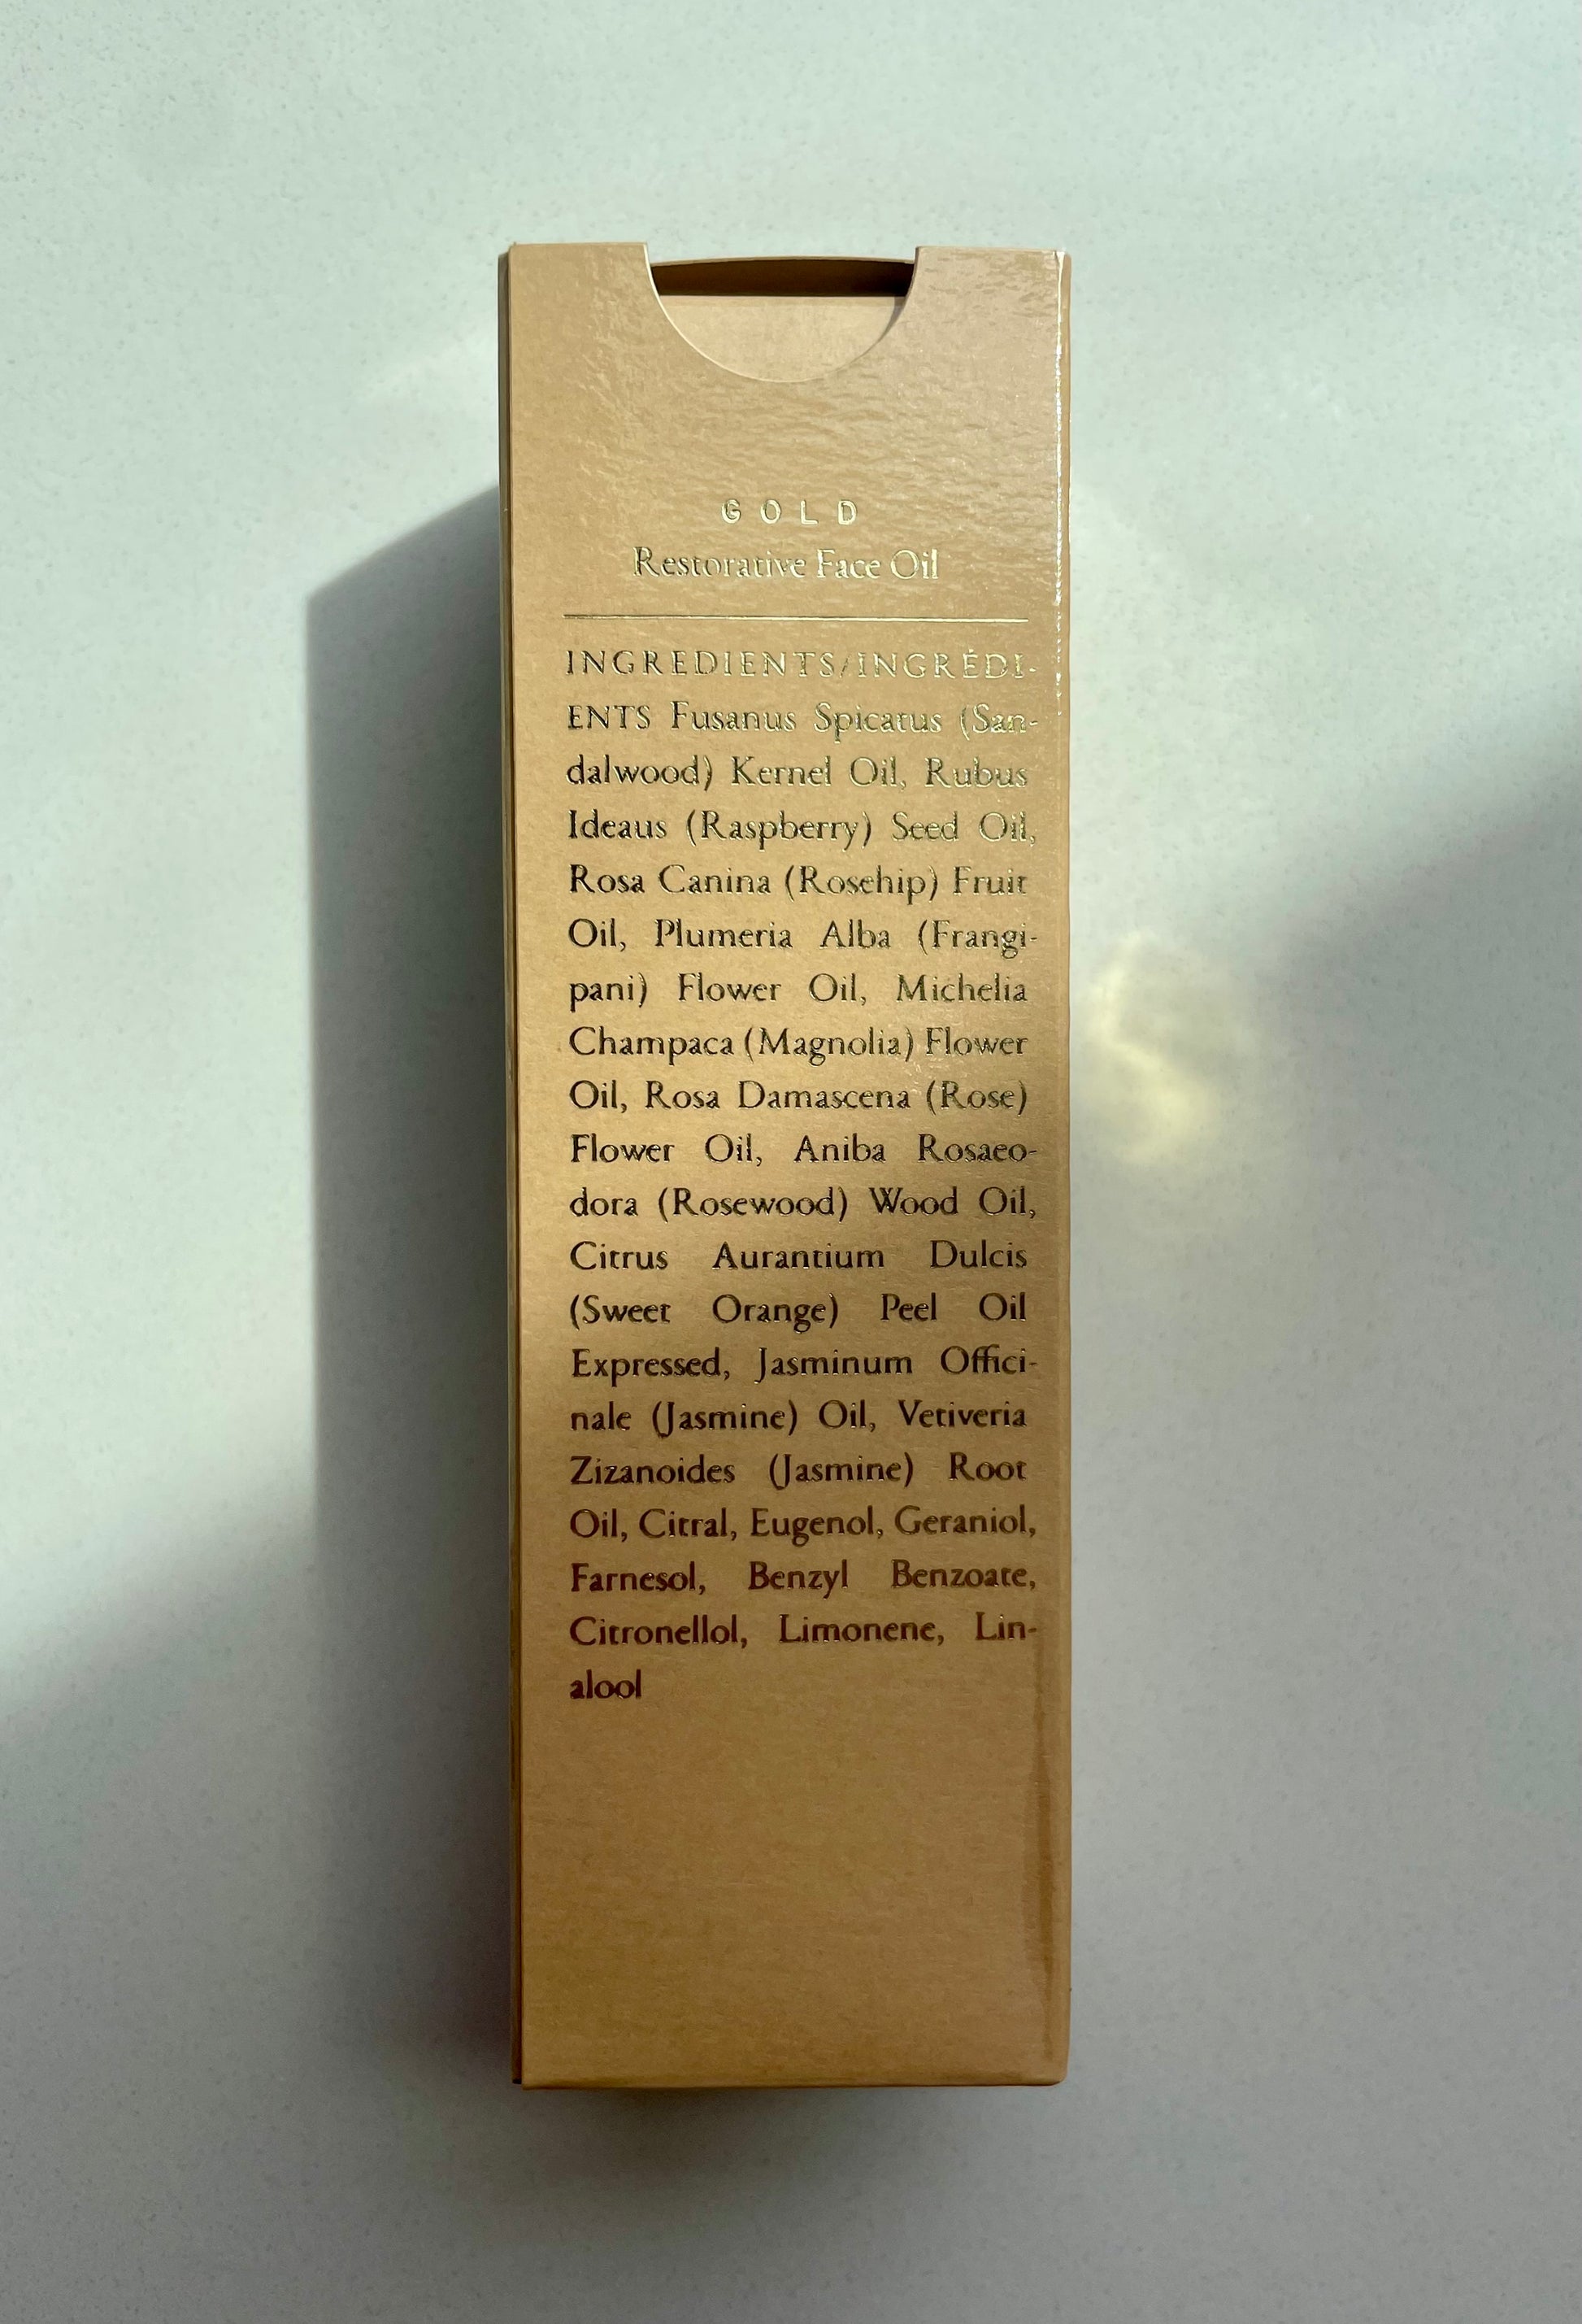 GOLD
Restorative Face Oil
INGREDIENTS/INGRÉDI-
ENTS Fusanus Spicatus (San-
dalwood) Kernel Oil, Rubus
Ideaus (Raspberry) Seed Oil,
Rosa Canina (Rosehip) Fruit
Oil, Plumeria Alba (Frangi-
pani) Flower Oil, Michelia
Champaca (Magnolia) Flower
Oil, Rosa Damascena (Rose)
Flower Oil, Aniba Rosaeo-
dora (Rosewood) Wood Oil,
Citrus Aurantium Dulcis
(Sweet Orange) Peel Oil
Expressed, Jasminum Offici-
nale (Jasmine) Oil, Vetiveria
Zizanoides (Jasmine) Root
Oil, Citral, Eugenol, Geraniol,
Farnesol, Benzyl Benzoate,
Citronellol, Limonene, Lin-
alool